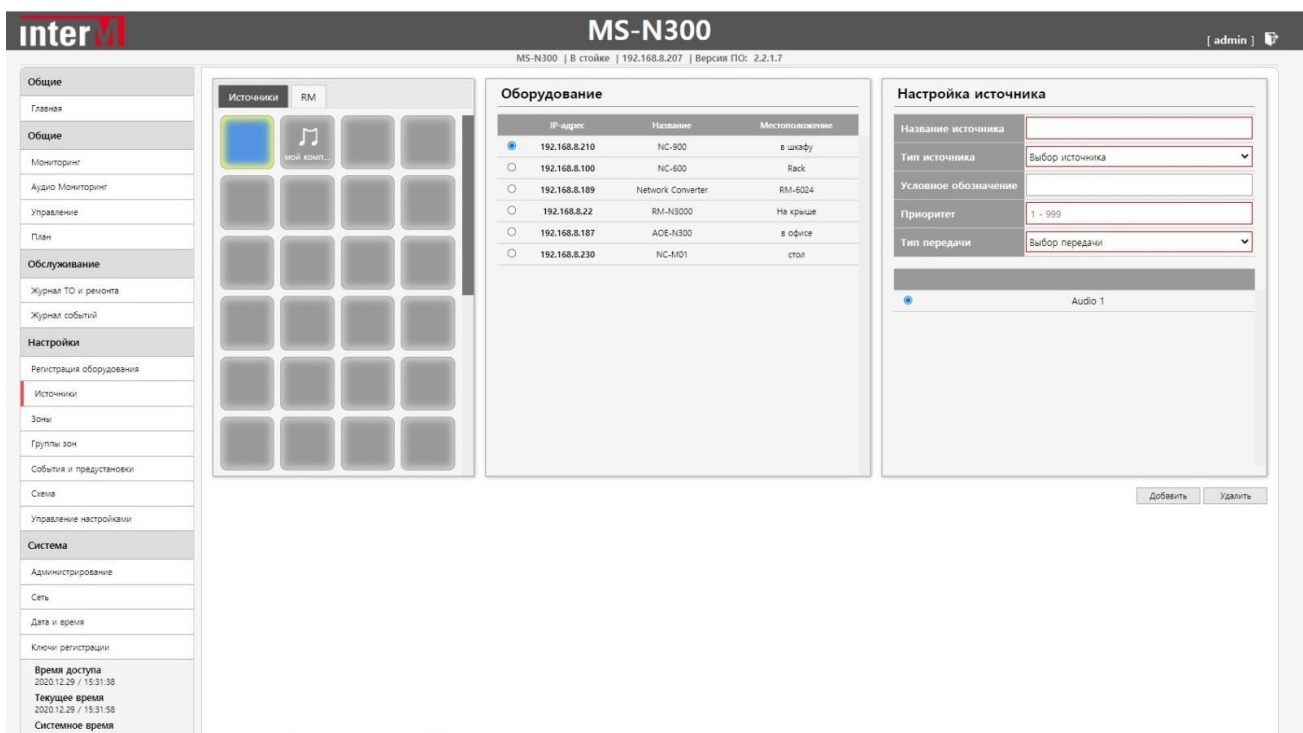 inter M
MS-N300
[ admin ]
MS-N300 | В стойке | 192.168.8.207 | Версия ПО: 2.2.1.7
Общие
Главная
Общие
Мониторинг
Аудио Мониторинг
Управление
План
Обслуживание
Журнал ТО и ремонта
Журнал событий
Настройки
Регистрация оборудования
Источники
Зоны
Группы зон
События и предустановки
Схема
Управление настройками
Система
Администрирование
Сеть
Дата и время
Ключи регистрации
Время доступа
2020.12.29 / 15:31:38
Текущее время
2020.12.29 / 15:31:58
Системное время
Источники RM
мой комп...
Оборудование
IP-адрес Название Местоположение
192.168.8.210 NC-900 в шкафу
192.168.8.100 NC-600 Rack
192.168.8.189 Network Converter RM-6024
192.168.8.22 RM-N3000 На крыше
192.168.8.187 AOE-N300 в офисе
192.168.8.230 NC-M01 стол
Настройка источника
Название источника
Тип источника Выбор источника
Условное обозначение
Приоритет 1 - 999
Тип передачи Выбор передачи
Audio 1
Добавить Удалить